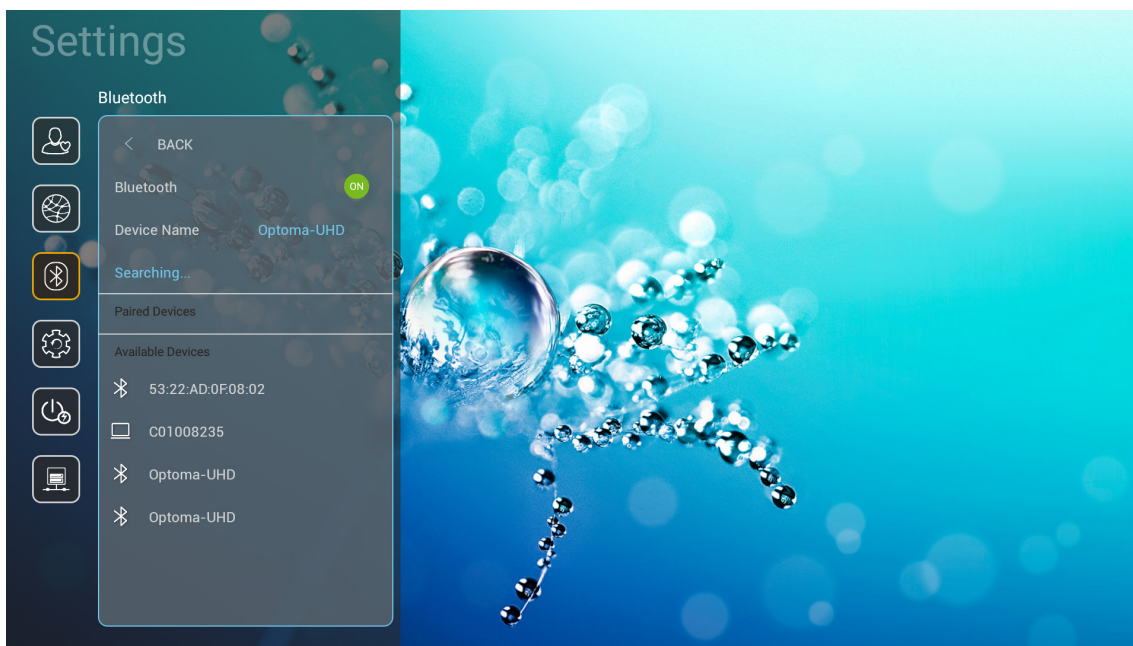 Settings
Bluetooth
BACK
Bluetooth ON
Device Name Optoma-UHD
Searching...
Paired Devices
Available Devices
53:22:AD:0F:08:02
C01008235
Optoma-UHD
Optoma-UHD